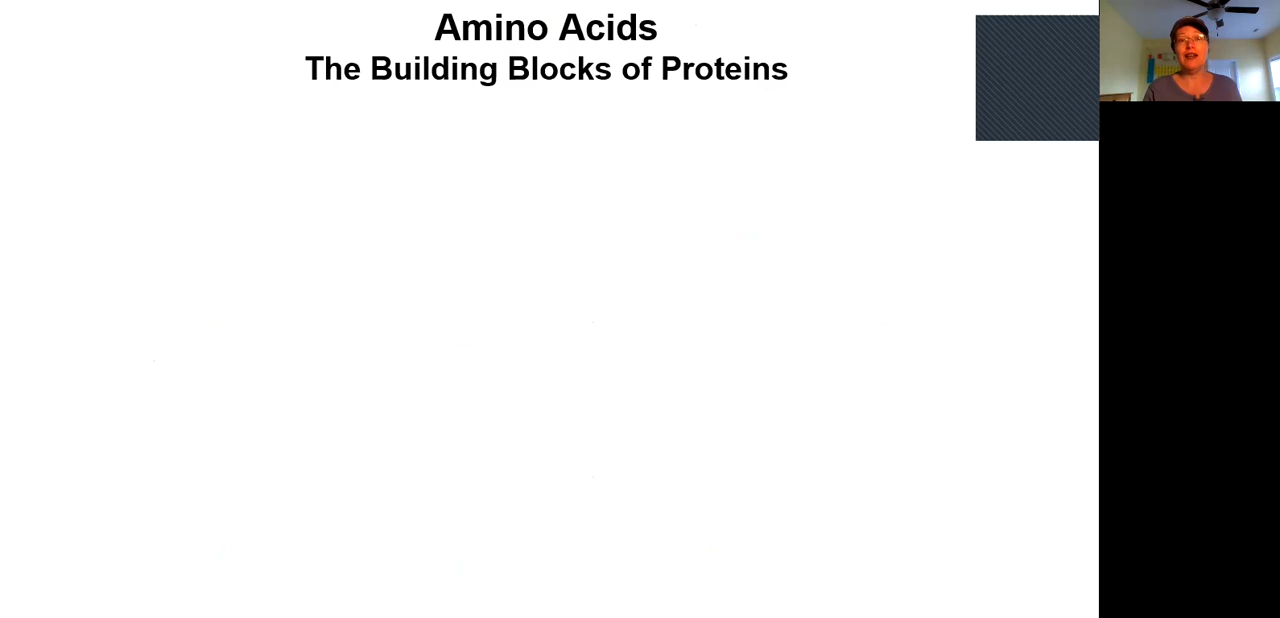 Amino Acids
The Building Blocks of Proteins